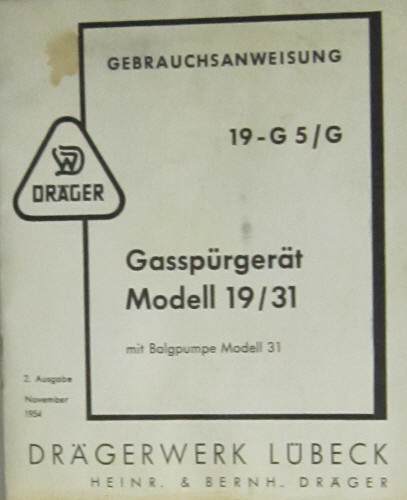 GEBRAUCHSANWEISUNG
19-G 5/G
DRÄGER
Gasspürgerät
Modell 19/31
mit Balgpumpe Modell 31
2. Ausgabe
November
1954
DRÄGERWERK LÜBECK
HEINR. & BERNH. DRÄGER